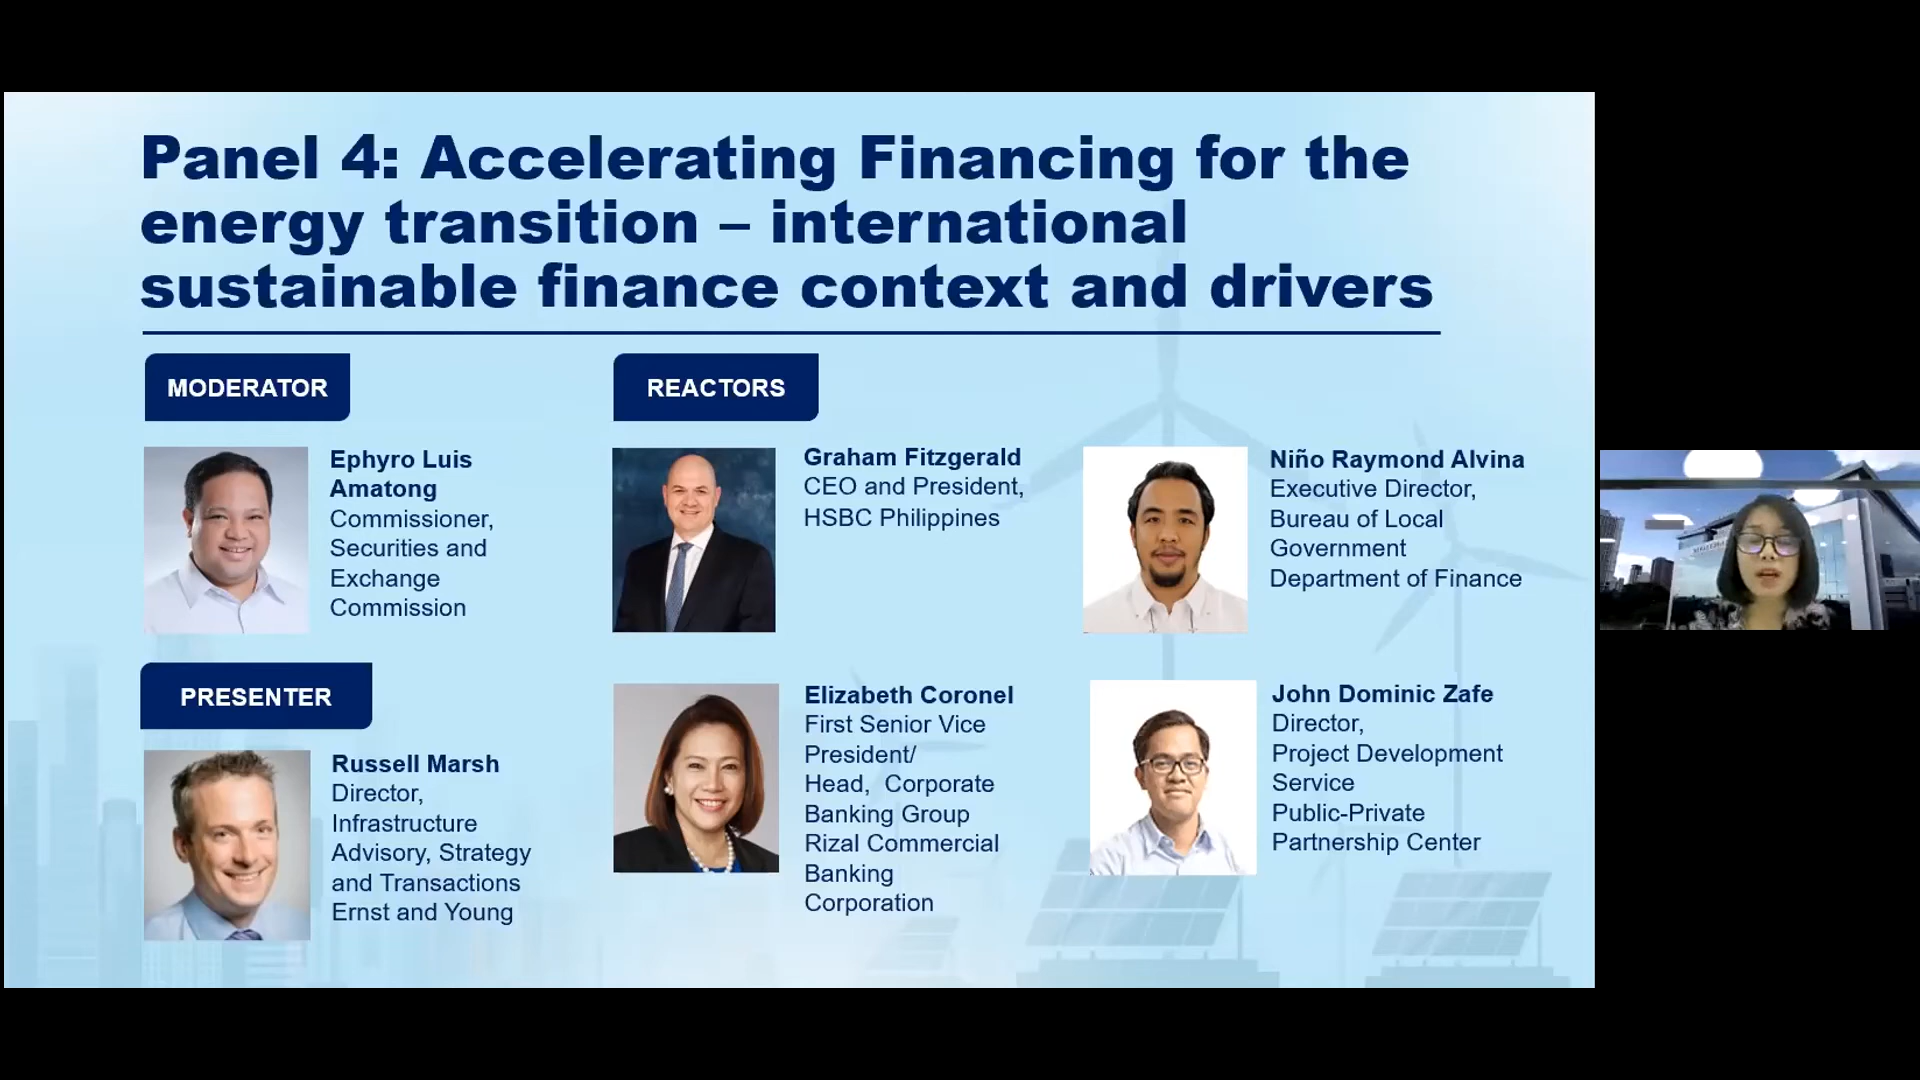 Panel 4: Accelerating Financing for the
energy transition – international
sustainable finance context and drivers
MODERATOR
Ephyro Luis
Amatong
Commissioner,
Securities and
Exchange
Commission
PRESENTER
Russell Marsh
Director,
Infrastructure
Advisory, Strategy
and Transactions
Ernst and Young
REACTORS
Graham Fitzgerald
CEO and President,
HSBC Philippines
Niño Raymond Alvina
Executive Director,
Bureau of Local
Government
Department of Finance
Elizabeth Coronel
First Senior Vice
President/
Head, Corporate
Banking Group
Rizal Commercial
Banking
Corporation
John Dominic Zafe
Director,
Project Development
Service
Public-Private
Partnership Center